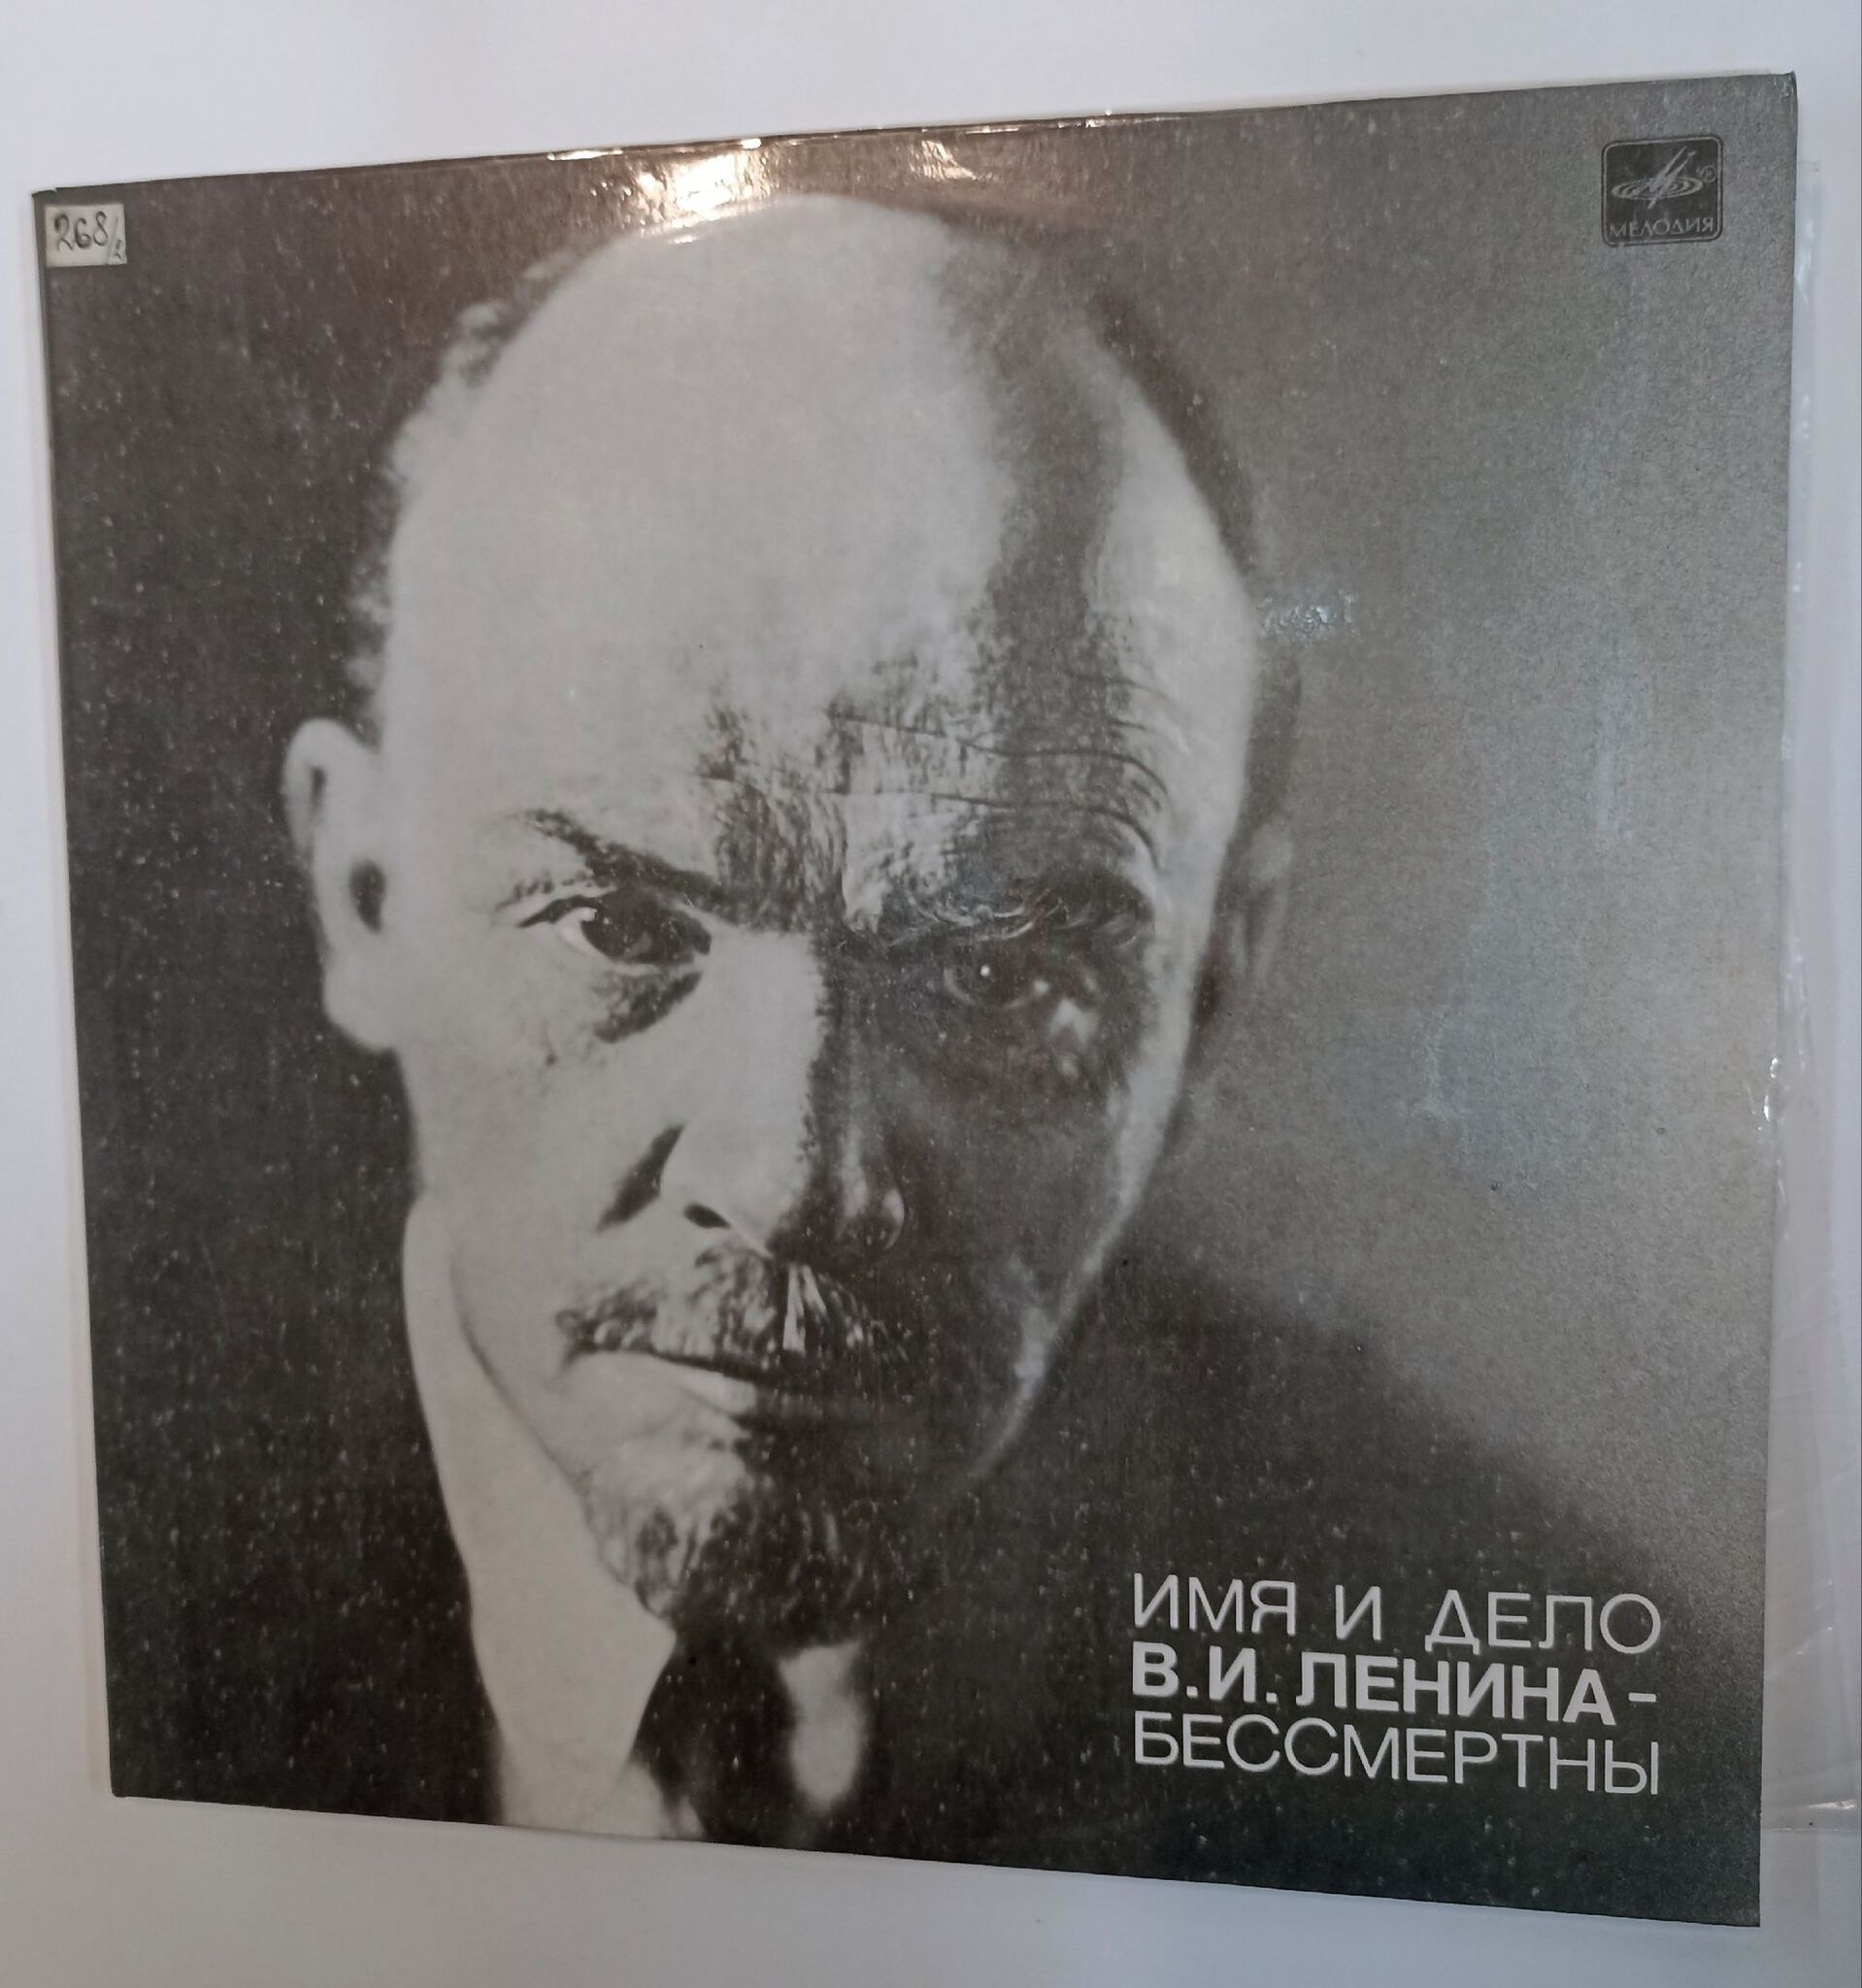 268/2
МЕЛОДИЯ
ИМЯ И ДЕЛО
В.И. ЛЕНИНА –
БЕССМЕРТНЫ